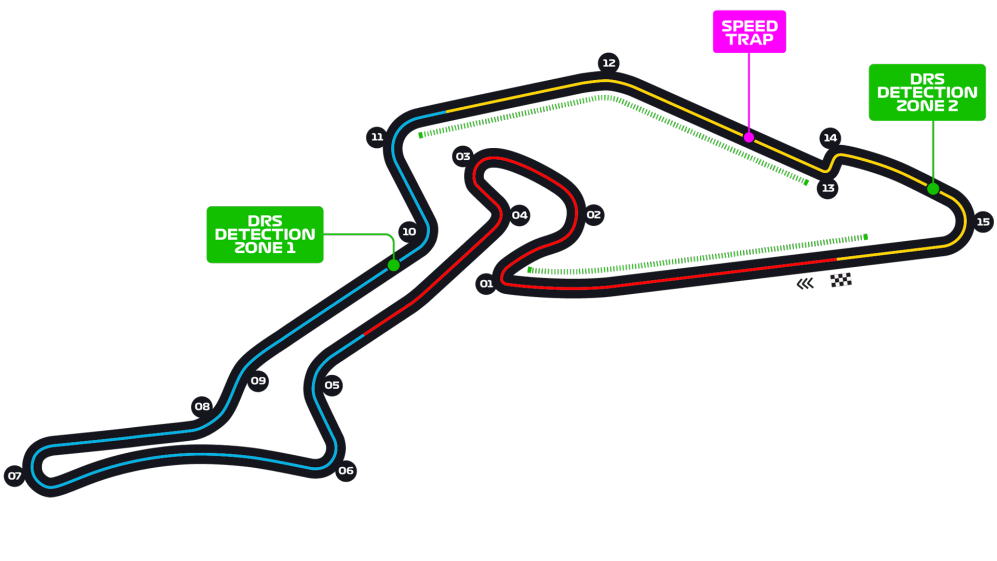 SPEED
TRAP
DRS
DETECTION
ZONE 2
DRS
DETECTION
ZONE 1
01
02
03
04
05
06
07
08
09
10
11
12
13
14
15